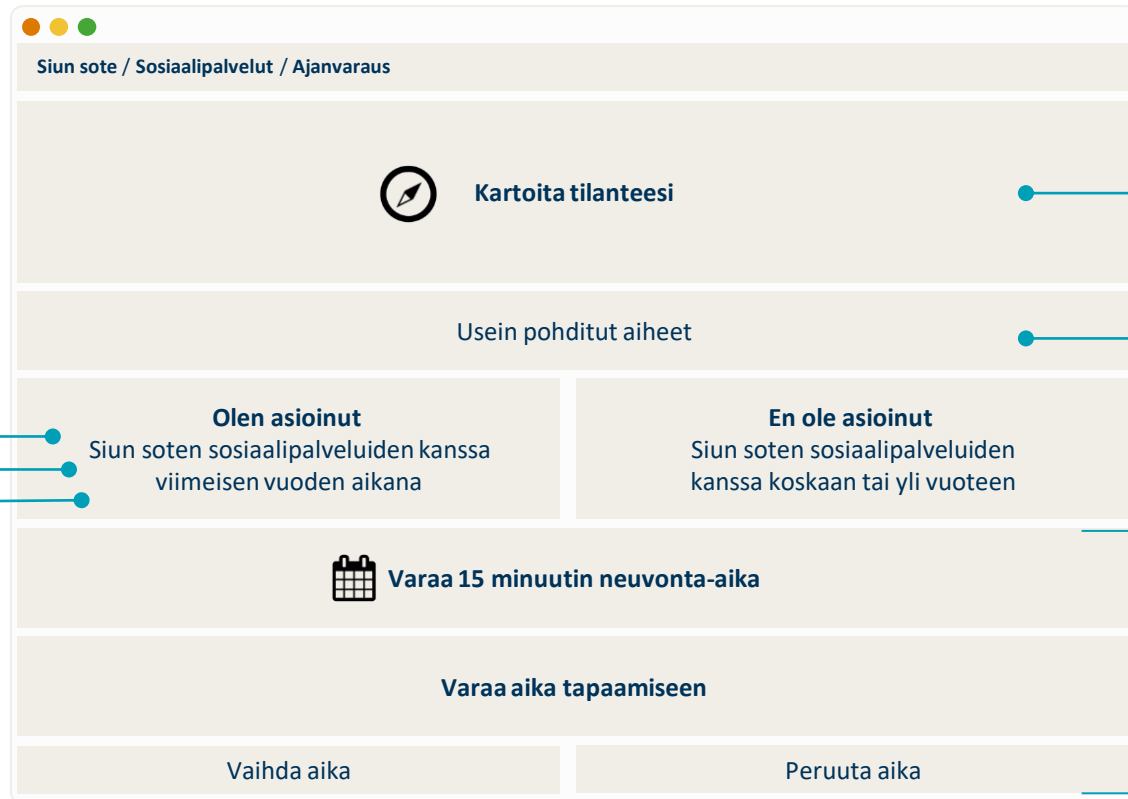 Siun sote / Sosiaalipalvelut / Ajanvaraus
Kartoita tilanteesi
Usein pohditut aiheet
Olen asioinut
Siun soten sosiaalipalveluiden kanssa
viimeisen vuoden aikana
En ole asioinut
Siun soten sosiaalipalveluiden
kanssa koskaan tai yli vuoteen
Varaa 15 minuutin neuvonta-aika
Varaa aika tapaamiseen
Vaihda aika
Peruuta aika